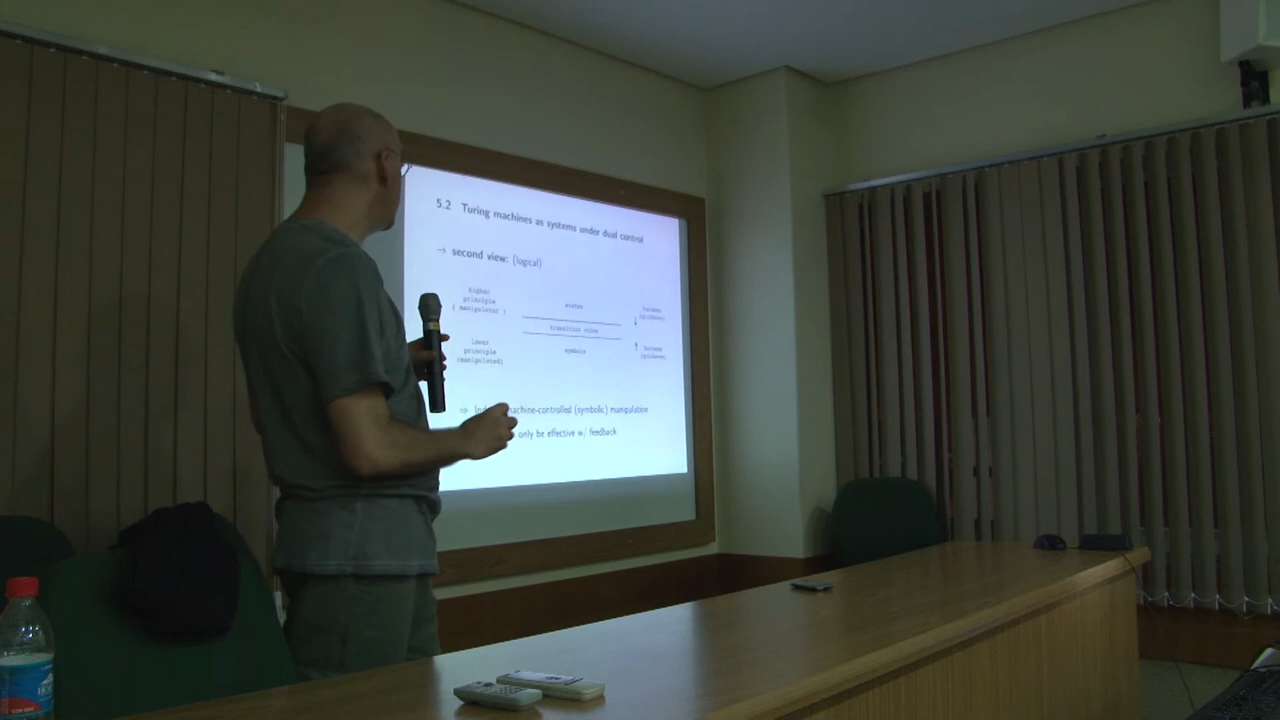 5.2 Turing machines as systems under dual control
→ second view: (logical)
higher
principle
( manipulator )
states
transition rules
lower
principle
(manipulated)
symbols
⇒ machine-controlled (symbolic) manipulation
only be effective w/ feedback